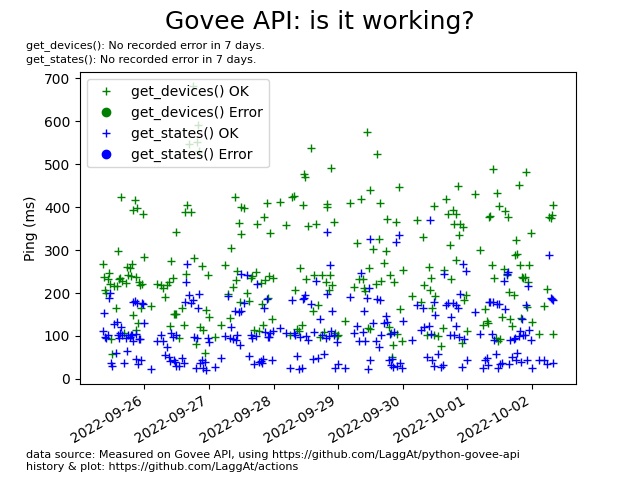 Govee API: is it working?
get_devices(): No recorded error in 7 days.
get_states(): No recorded error in 7 days.
get_devices() OK
get_devices() Error
get_states() OK
get_states() Error
Ping (ms)
700
600
500
400
300
200
100
0
2022-09-26
2022-09-27
2022-09-28
2022-09-29
2022-09-30
2022-10-01
2022-10-02
data source: Measured on Govee API, using https://github.com/LaggAt/python-govee-api
history & plot: https://github.com/LaggAt/actions